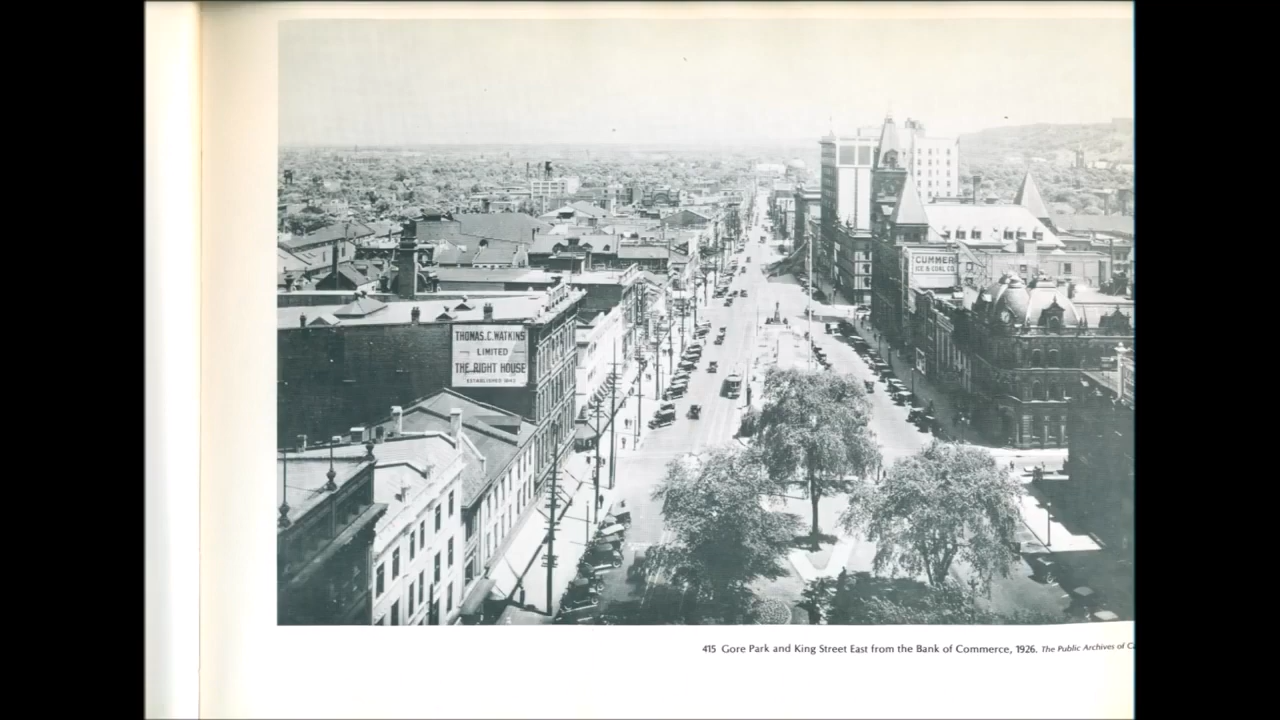 CUMMER
ICE & COAL CO.
THOMAS. C. WATKINS
LIMITED
THE RIGHT HOUSE
ESTABLISHED 1843
415 Gore Park and King Street East from the Bank of Commerce, 1926. The Public Archives of C